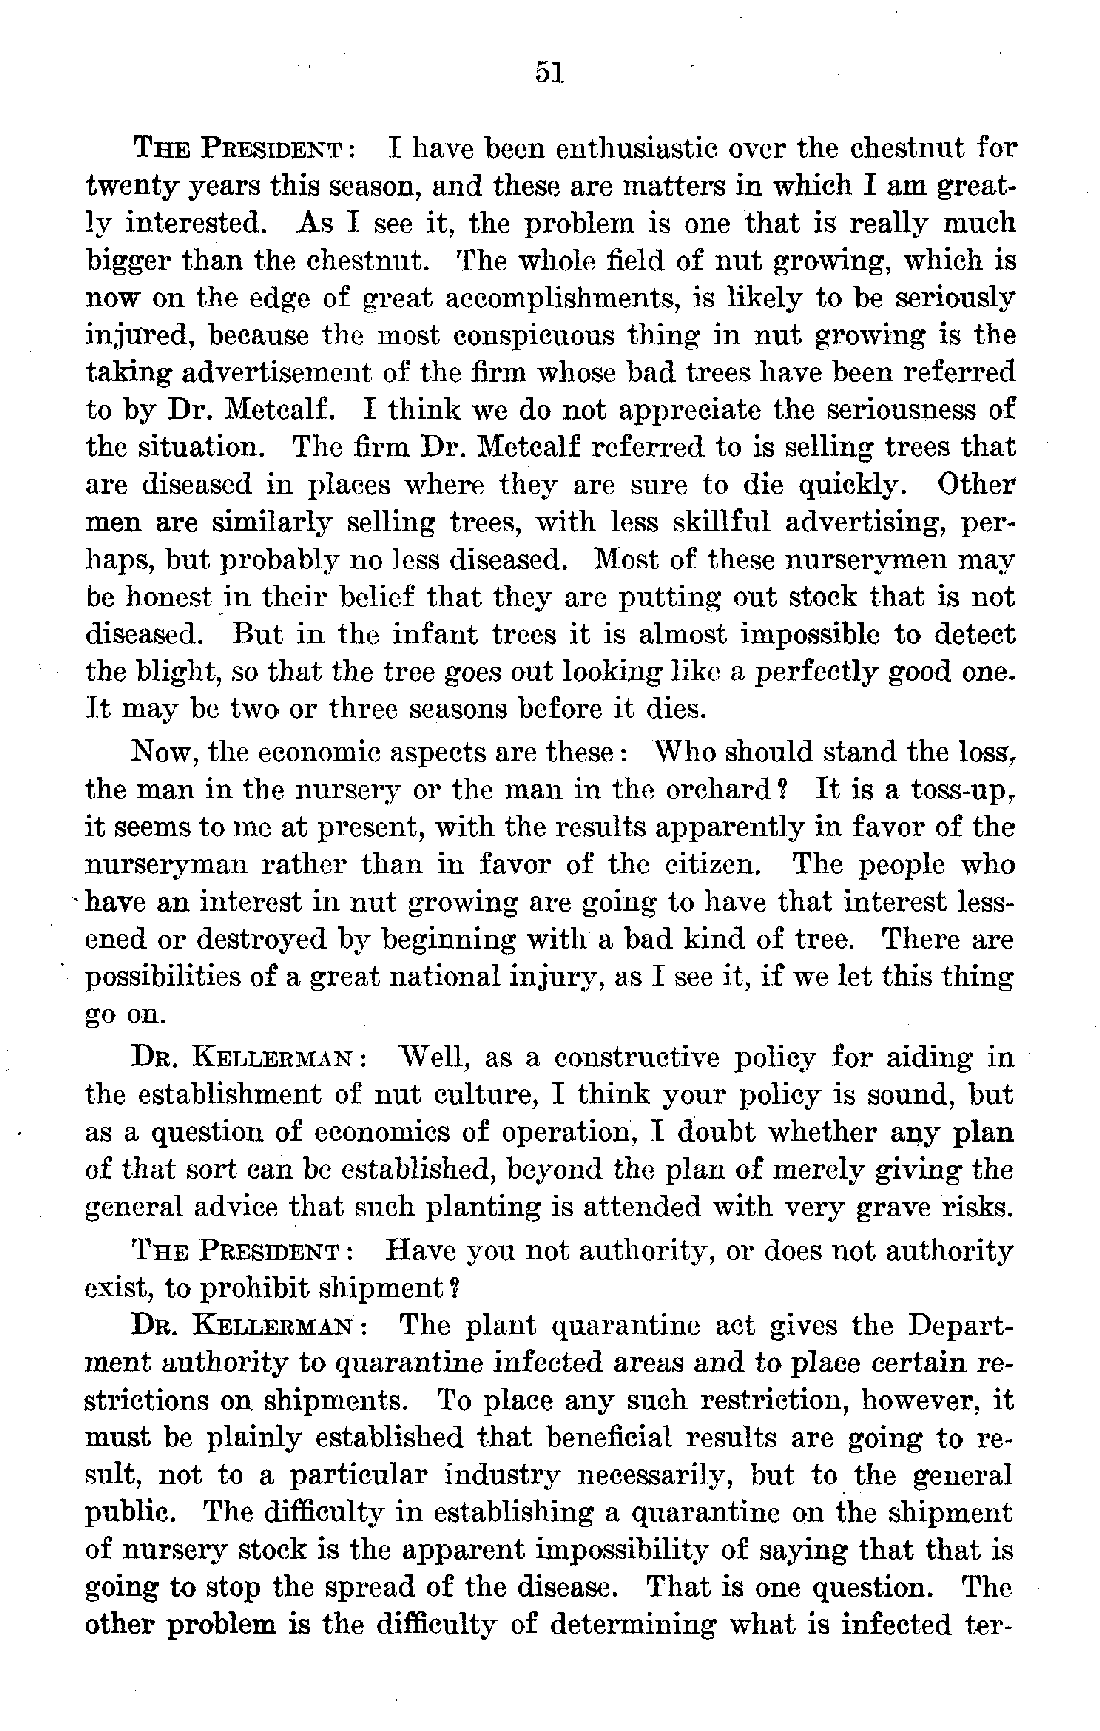 51
THE PRESIDENT: I have been enthusiastic over the chestnut for
twenty years this season, and these are matters in which I am great-
ly interested. As I see it, the problem is one that is really much
bigger than the chestnut. The whole field of nut growing, which is
now on the edge of great accomplishments, is likely to be seriously
injured, because the most conspicuous thing in nut growing is the
taking advertisement of the firm whose bad trees have been referred
to by Dr. Metcalf. I think we do not appreciate the seriousness of
the situation. The firm Dr. Metcalf referred to is selling trees that
are diseased in places where they are sure to die quickly. Other
men are similarly selling trees, with less skillful advertising, per-
haps, but probably no less diseased. Most of these nurserymen may
be honest in their belief that they are putting out stock that is not
diseased. But in the infant trees it is almost impossible to detect
the blight, so that the tree goes out looking like a perfectly good one.
It may be two or three seasons before it dies.
Now, the economic aspects are these: Who should stand the loss,
the man in the nursery or the man in the orchard? It is a toss-up,
it seems to me at present, with the results apparently in favor of the
nurseryman rather than in favor of the citizen. The people who
have an interest in nut growing are going to have that interest less-
ened or destroyed by beginning with a bad kind of tree. There are
possibilities of a great national injury, as I see it, if we let this thing
go on.
DR. KELLERMAN: Well, as a constructive policy for aiding in
the establishment of nut culture, I think your policy is sound, but
as a question of economics of operation, I doubt whether any plan
of that sort can be established, beyond the plan of merely giving the
general advice that such planting is attended with very grave risks.
THE PRESIDENT: Have you not authority, or does not authority
exist, to prohibit shipment?
DR. KELLERMAN: The plant quarantine act gives the Depart-
ment authority to quarantine infected areas and to place certain re-
strictions on shipments. To place any such restriction, however, it
must be plainly established that beneficial results are going to re-
sult, not to a particular industry necessarily, but to the general
public. The difficulty in establishing a quarantine on the shipment
of nursery stock is the apparent impossibility of saying that that is
going to stop the spread of the disease. That is one question. The
other problem is the difficulty of determining what is infected ter-